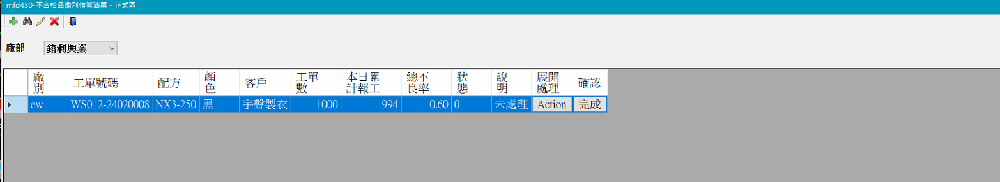 mfd430-不合格品鑑別作業清單 - 正式區
廠部 鎔利興業
廠別 工單號碼 配方 顏色 客戶 工單數 本日累計報工 總不良率 狀態 說明 展開處理 確認
ew WS012-24020008 NX3-250 黑 宇聲製衣 1000 994 0.60 0 未處理 Action 完成